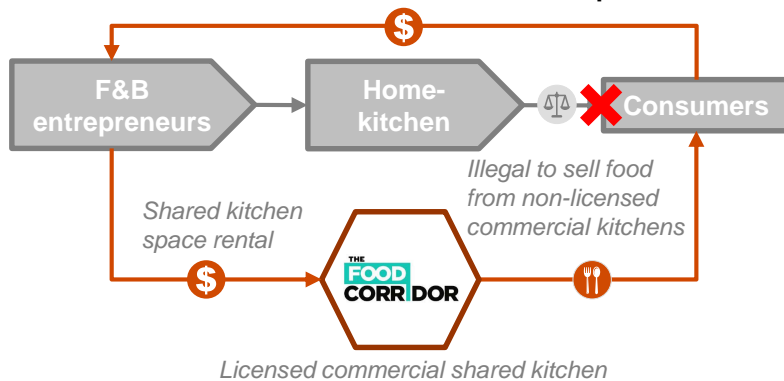 $
F&B
entrepreneurs
Home-
kitchen
Consumers
Illegal to sell food
from non-licensed
commercial kitchens
Shared kitchen
space rental
$
THE
FOOD
CORRIDOR
Licensed commercial shared kitchen